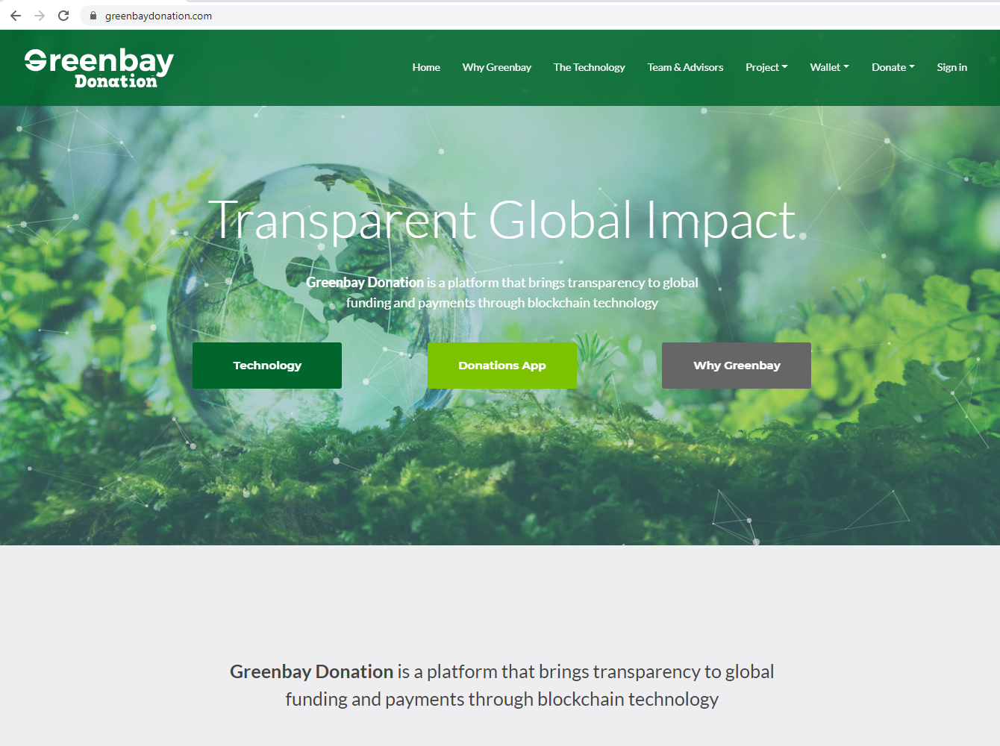 greenbaydonation.com
Greenbay
Donation
Home Why Greenbay The Technology Team & Advisors Project Wallet Donate Sign in
Transparent Global Impact
Greenbay Donation is a platform that brings transparency to global
funding and payments through blockchain technology
Technology Donations App Why Greenbay
Greenbay Donation is a platform that brings transparency to global
funding and payments through blockchain technology